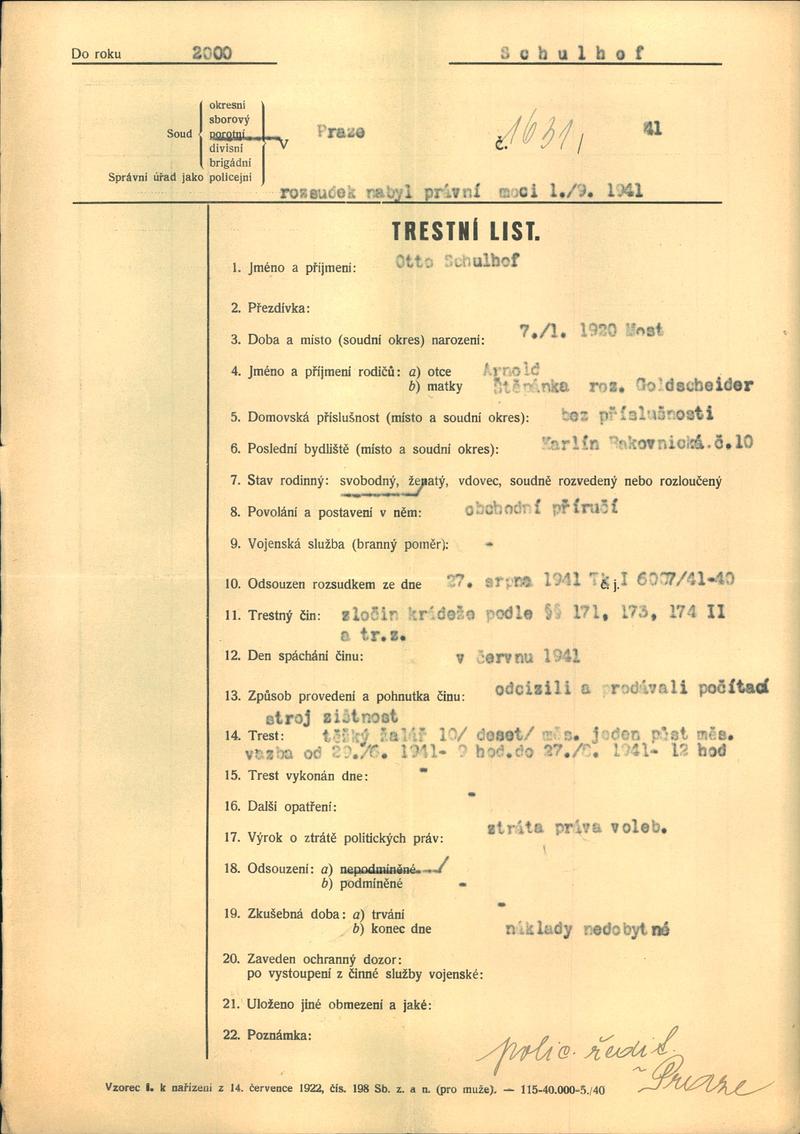 Do roku 2000 Schulhof
okresní
sborový
Soud porotní V Praze č. 1631, 41
divisní
brigádní
Správní úřad jako policejní
rozsudek nabyl právní moci 1./9. 1941
TRESTNÍ LIST.
1. Jméno a příjmení: Otto Schulhof
2. Přezdívka:
3. Doba a místo (soudní okres) narození: 7./1. 1920 Most
4. Jméno a příjmení rodičů: a) otce Arnold
b) matky Štěpánka roz. Goldscheider
5. Domovská příslušnost (místo a soudní okres): bez příslušnosti
6. Poslední bydliště (místo a soudní okres): Karlín Rakovnická.č.10
7. Stav rodinný: svobodný, ženatý, vdovec, soudně rozvedený nebo rozloučený
8. Povolání a postavení v něm: obchodní příručí
9. Vojenská služba (branný poměr): -
10. Odsouzen rozsudkem ze dne 27. srpna 1941 Tk č.j. I 6007/41-40
11. Trestný čin: zločin krádeže podle §§ 171, 173, 174 II
a tr.z.
12. Den spáchání činu: v červnu 1941
13. Způsob provedení a pohnutka činu: odcizili a prodávali počítací
stroj zištnost
14. Trest: těžký žalář 10/ deset/ měs. jeden půst měs.
vazba od 20./6. 1941- 9 hod.do 27./8. 1941- 12 hod
15. Trest vykonán dne: -
16. Další opatření: -
17. Výrok o ztrátě politických práv: ztráta práva voleb.
18. Odsouzení: a) nepodmíněné
b) podmíněné -
19. Zkušebná doba: a) trvání -
b) konec dne náklady nedobytné
20. Zaveden ochranný dozor:
po vystoupení z činné služby vojenské:
21. Uloženo jiné obmezení a jaké:
22. Poznámka:
polic. ředit.
Praze
Vzorec I. k nařízení z 14. července 1922, čís. 198 Sb. z. a n. (pro muže). — 115-40.000-5./40